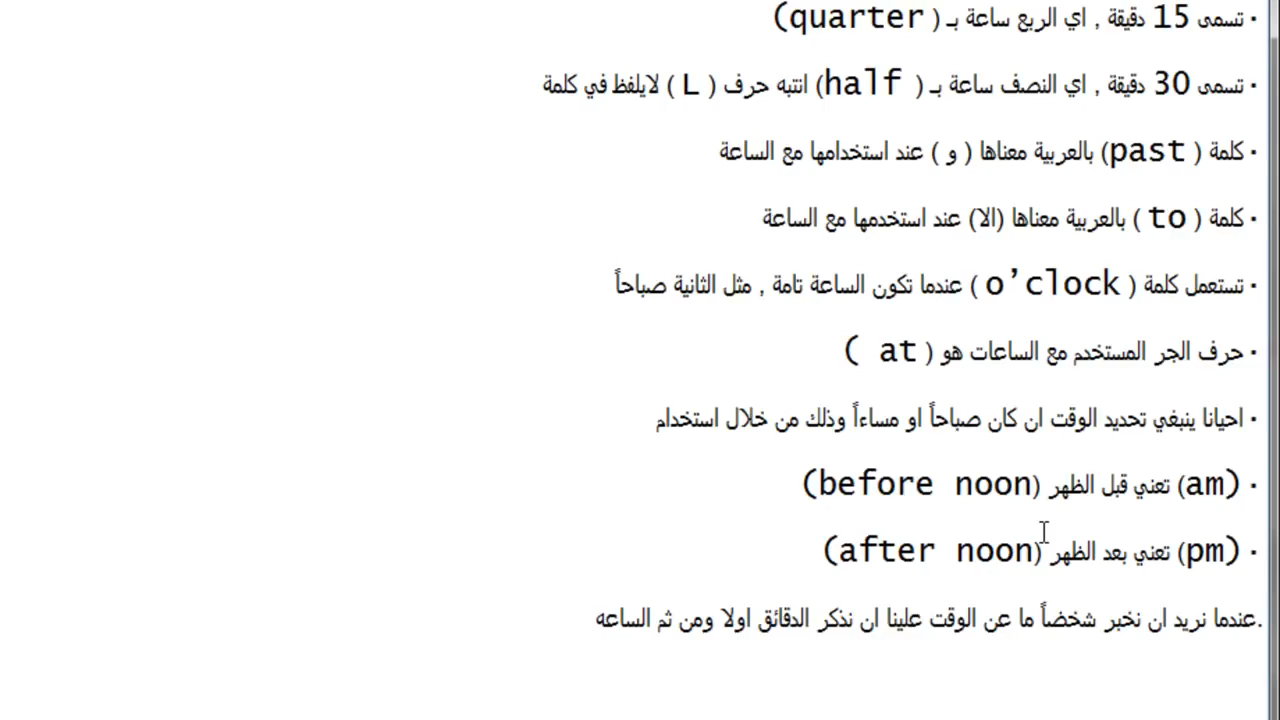 • تسمى 15 دقيقة , اي الربع ساعة بـ ( quarter)
• تسمى 30 دقيقة , اي النصف ساعة بـ ( half) انتبه حرف ( L ) لايلفظ في كلمة
• كلمة ( past) بالعربية معناها ( و ) عند استخدامها مع الساعة
• كلمة ( to ) بالعربية معناها (الا) عند استخدمها مع الساعة
• تستعمل كلمة ( o’clock ) عندما تكون الساعة تامة , مثل الثانية صباحاً
• حرف الجر المستخدم مع الساعات هو ( at )
• احيانا ينبغي تحديد الوقت ان كان صباحاً او مساءاً وذلك من خلال استخدام
• (am) تعني قبل الظهر (before noon)
• (pm) تعني بعد الظهر (after noon)
.عندما نريد ان نخبر شخضاً ما عن الوقت علينا ان نذكر الدقائق اولا ومن ثم الساعه